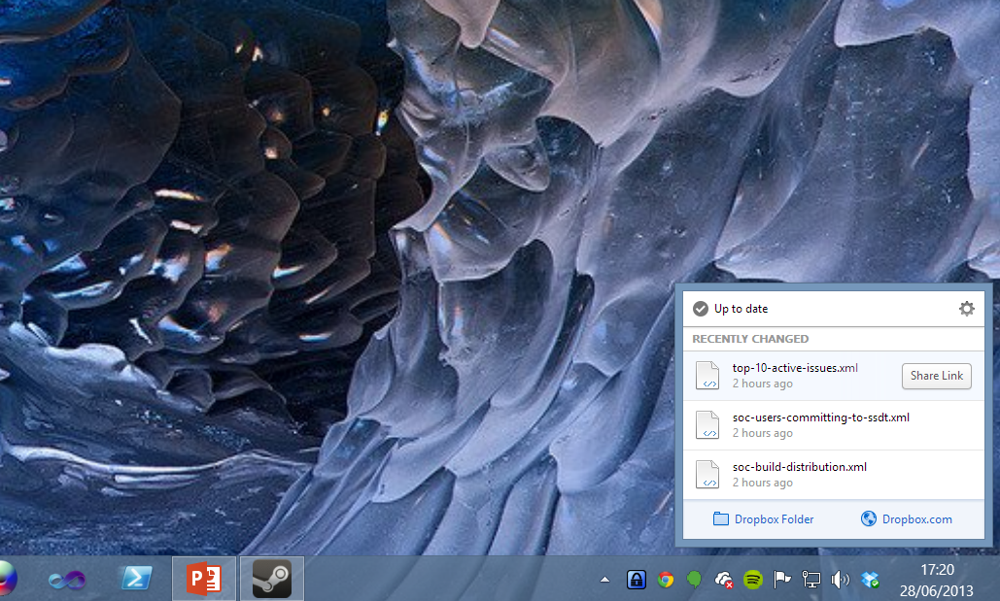 Up to date
RECENTLY CHANGED
top-10-active-issues.xml
2 hours ago
Share Link
soc-users-committing-to-ssdt.xml
2 hours ago
soc-build-distribution.xml
2 hours ago
Dropbox Folder
Dropbox.com
P
17:20
28/06/2013